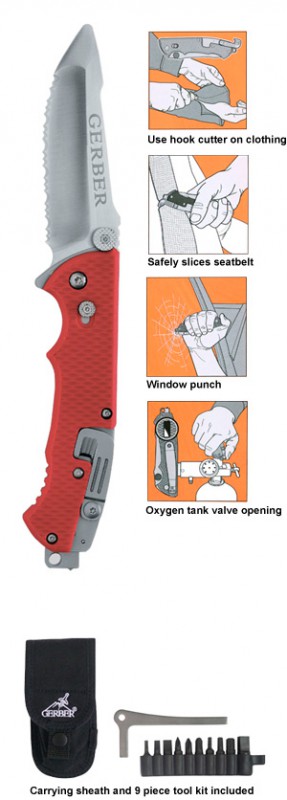 GERBER
Use hook cutter on clothing
Safely slices seatbelt
Window punch
Oxygen tank valve opening
GERBER
Carrying sheath and 9 piece tool kit included